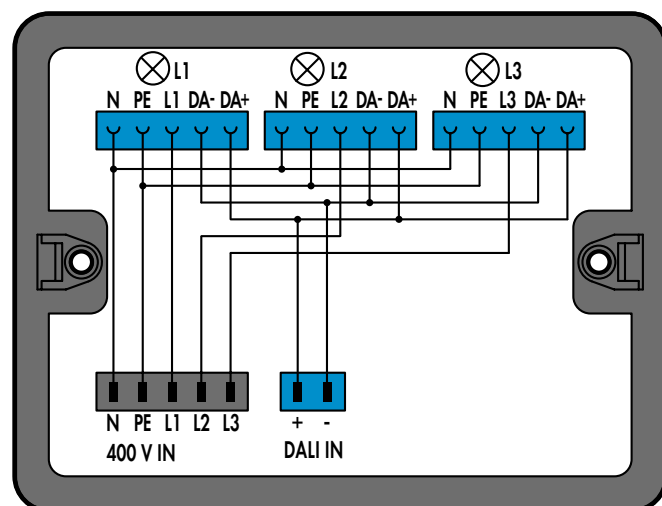 L1 L2 L3
N PE L1 DA- DA+ N PE L2 DA- DA+ N PE L3 DA- DA+
N PE L1 L2 L3 + -
400 V IN DALI IN